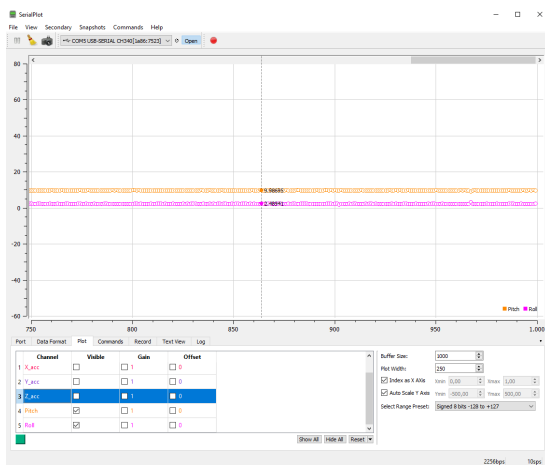 SerialPlot
File View Secondary Snapshots Commands Help
COM5 USB-SERIAL CH340[1a86:7523] Open
80
60
40
20
0
-20
-40
-60
9.98695
2.48941
Pitch Roll
750 800 850 900 950 1.000
Port Data Format Plot Commands Record Text View Log
Channel Visible Gain Offset
1 X_acc 1 0
2 Y_acc 1 0
3 Z_acc 1 0
4 Pitch 1 0
5 Roll 1 0
Show All Hide All Reset
Buffer Size: 1000
Plot Width: 250
Index as X AXis Xmin 0,00 Xmax 1,00
Auto Scale Y Axis Ymin -500,00 Ymax 500,00
Select Range Preset: Signed 8 bits -128 to +127
2256bps 10sps